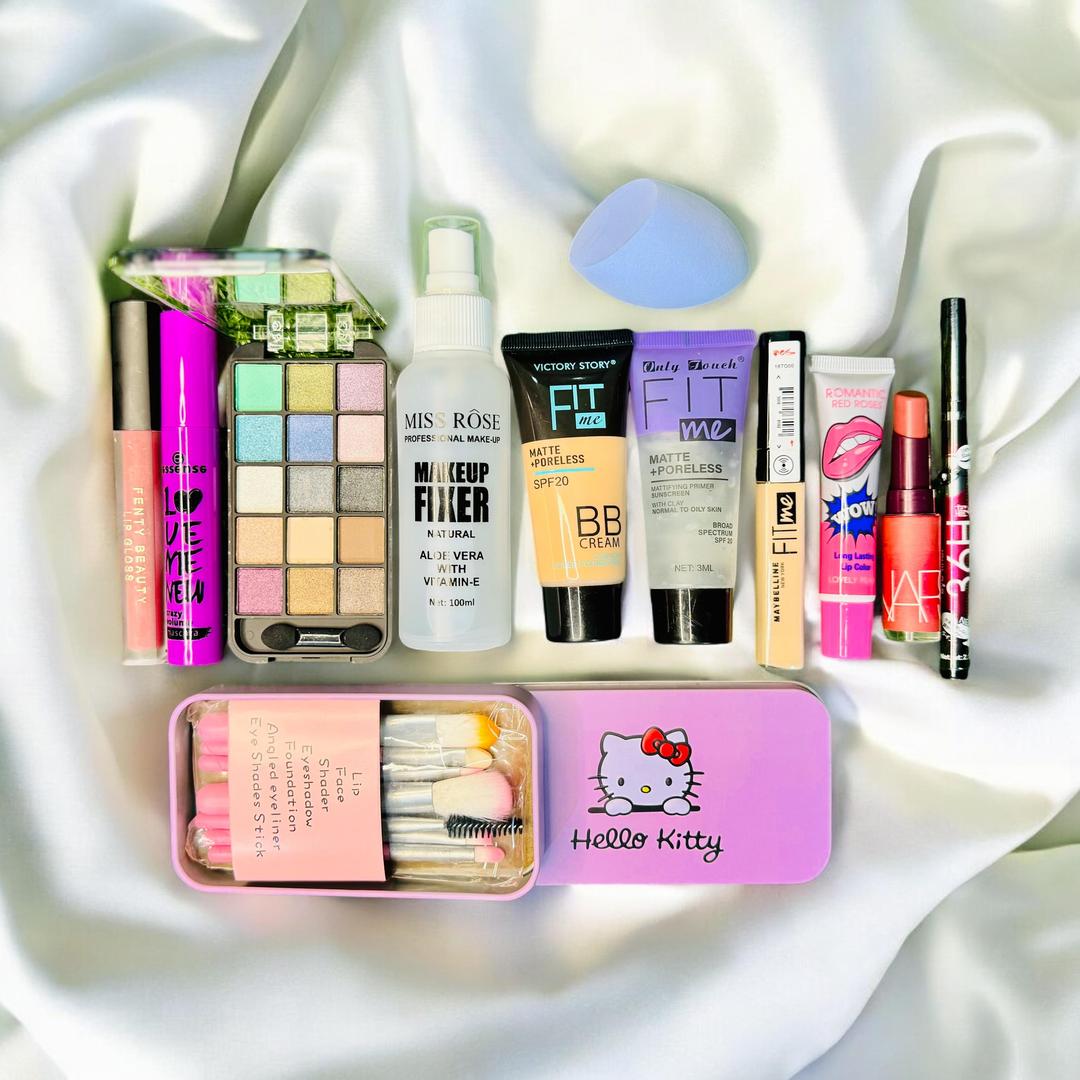 FENTY BEAUTY
LIP GLOSS
essense
LOVE ME NEW
crazy
volume
mascara
MISS RÔSE
PROFESSIONAL MAKE-UP
MAKEUP
FIXER
NATURAL
ALOE VERA
WITH
VITAMIN-E
Net: 100ml
VICTORY STORY®
FIT
me
MATTE
+PORELESS
SPF20
BB
CREAM
Only Touch®
FIT
me
MATTE
+PORELESS
MATTIFYING PRIMER
SUNSCREEN
WITH CLAY
NORMAL TO OILY SKIN
BROAD
SPECTRUM
SPF 20
NET: 3ML
MAYBELLINE
NEW YORK
FIT me
ROMANTIC
RED ROSES
WOW
Long Lasting
Lip Color
NARS
36H
Lip
Face
Shader
Eyeshadow
Foundation
Angled eyeliner
Eye Shades Stick
Hello Kitty